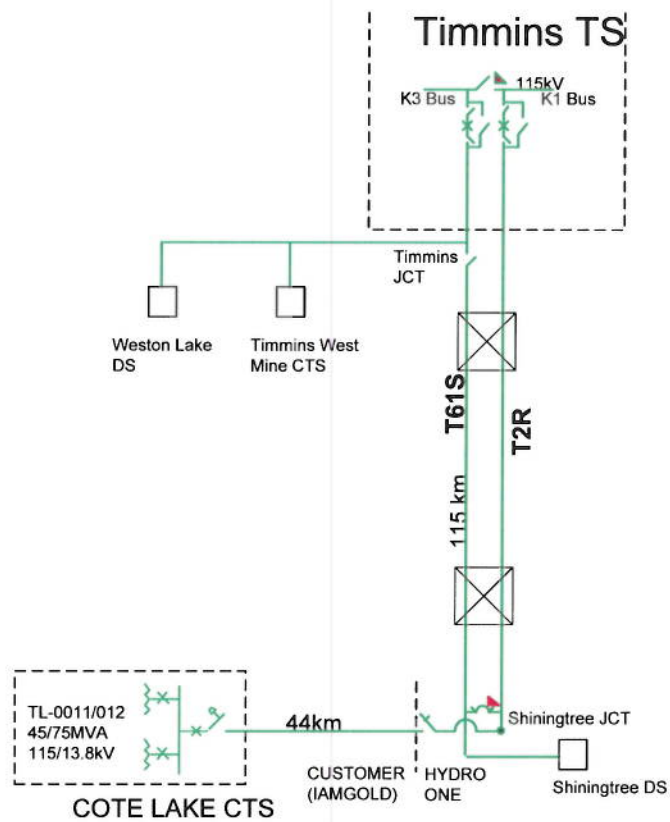 Timmins TS
115kV
K3 Bus
K1 Bus
Timmins
JCT
Weston Lake
DS
Timmins West
Mine CTS
T61S
T2R
115 km
TL-0011/012
45/75MVA
115/13.8kV
44km
Shiningtree JCT
CUSTOMER
(IAMGOLD)
HYDRO
ONE
Shiningtree DS
COTE LAKE CTS